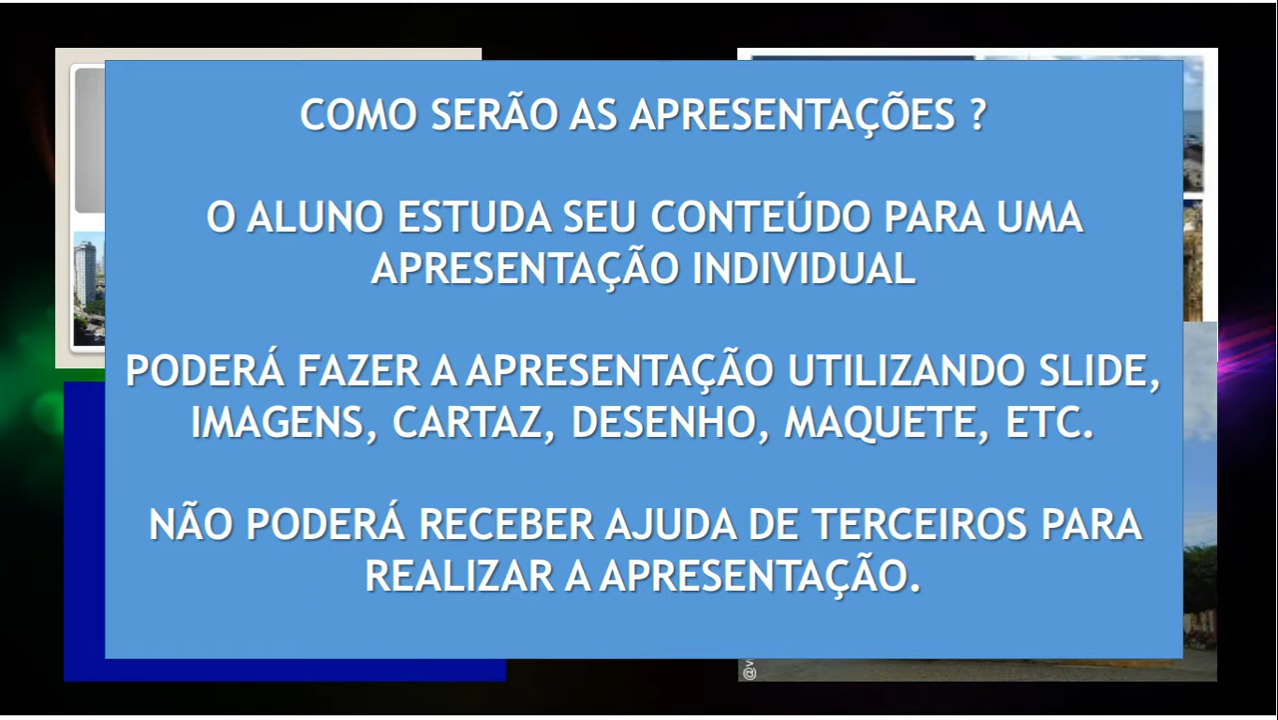 COMO SERÃO AS APRESENTAÇÕES ?
O ALUNO ESTUDA SEU CONTEÚDO PARA UMA
APRESENTAÇÃO INDIVIDUAL
PODERÁ FAZER A APRESENTAÇÃO UTILIZANDO SLIDE,
IMAGENS, CARTAZ, DESENHO, MAQUETE, ETC.
NÃO PODERÁ RECEBER AJUDA DE TERCEIROS PARA
REALIZAR A APRESENTAÇÃO.